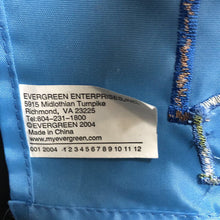 EVERGREEN ENTERPRISES, INC
5915 Midlothian Turnpike
Richmond, VA 23225
Tel:804-231-1800
©EVERGREEN 2004
Made in China
www.myevergreen.com
001 2004 1 2 3 4 5 6 7 8 9 10 11 12